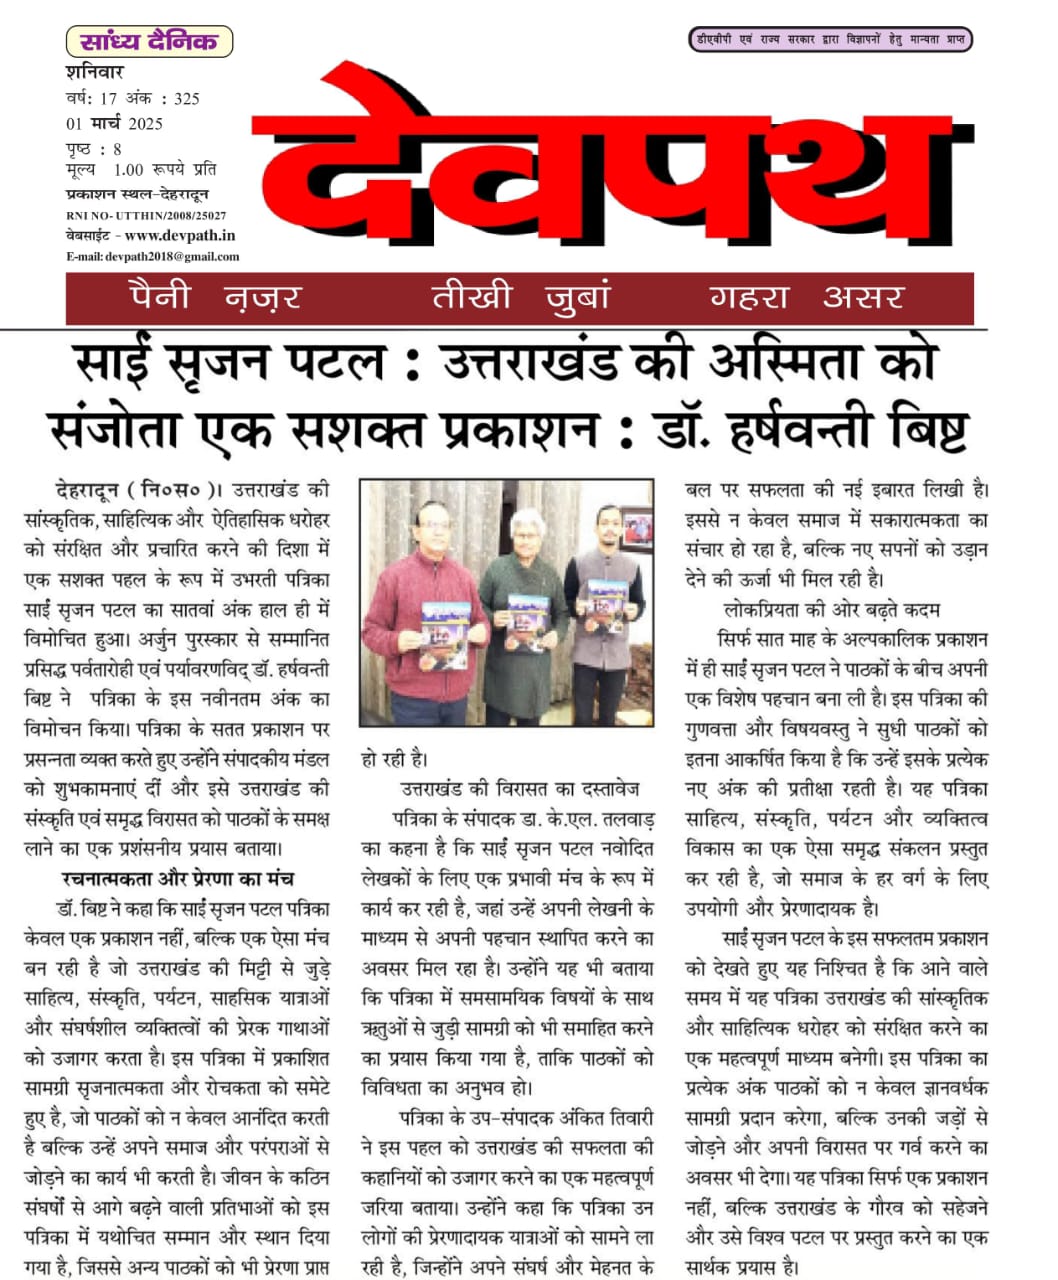 सांध्य दैनिक
डीएवीपी एवं राज्य सरकार द्वारा विज्ञापनों हेतु मान्यता प्राप्त
शनिवार
वर्ष: 17 अंक : 325
01 मार्च 2025
पृष्ठ : 8
मूल्य 1.00 रूपये प्रति
प्रकाशन स्थल-देहरादून
RNI NO- UTTHIN/2008/25027
वेबसाईट - www.devpath.in
E-mail: devpath2018@gmail.com
देवपथ
पैनी नज़र तीखी जुबां गहरा असर
साईं सृजन पटल : उत्तराखंड की अस्मिता को
संजोता एक सशक्त प्रकाशन : डॉ. हर्षवन्ती बिष्ट
देहरादून ( नि०स० )। उत्तराखंड की
सांस्कृतिक, साहित्यिक और ऐतिहासिक धरोहर
को संरक्षित और प्रचारित करने की दिशा में
एक सशक्त पहल के रूप में उभरती पत्रिका
साईं सृजन पटल का सातवां अंक हाल ही में
विमोचित हुआ। अर्जुन पुरस्कार से सम्मानित
प्रसिद्ध पर्वतारोही एवं पर्यावरणविद् डॉ. हर्षवन्ती
बिष्ट ने पत्रिका के इस नवीनतम अंक का
विमोचन किया। पत्रिका के सतत प्रकाशन पर
प्रसन्नता व्यक्त करते हुए उन्होंने संपादकीय मंडल
को शुभकामनाएं दीं और इसे उत्तराखंड की
संस्कृति एवं समृद्ध विरासत को पाठकों के समक्ष
लाने का एक प्रशंसनीय प्रयास बताया।
रचनात्मकता और प्रेरणा का मंच
डॉ. बिष्ट ने कहा कि साईं सृजन पटल पत्रिका
केवल एक प्रकाशन नहीं, बल्कि एक ऐसा मंच
बन रही है जो उत्तराखंड की मिट्टी से जुड़े
साहित्य, संस्कृति, पर्यटन, साहसिक यात्राओं
और संघर्षशील व्यक्तित्वों की प्रेरक गाथाओं
को उजागर करता है। इस पत्रिका में प्रकाशित
सामग्री सृजनात्मकता और रोचकता को समेटे
हुए है, जो पाठकों को न केवल आनंदित करती
है बल्कि उन्हें अपने समाज और परंपराओं से
जोड़ने का कार्य भी करती है। जीवन के कठिन
संघर्षों से आगे बढ़ने वाली प्रतिभाओं को इस
पत्रिका में यथोचित सम्मान और स्थान दिया
गया है, जिससे अन्य पाठकों को भी प्रेरणा प्राप्त
हो रही है।
उत्तराखंड की विरासत का दस्तावेज
पत्रिका के संपादक डा. के.एल. तलवाड़
का कहना है कि साईं सृजन पटल नवोदित
लेखकों के लिए एक प्रभावी मंच के रूप में
कार्य कर रही है, जहां उन्हें अपनी लेखनी के
माध्यम से अपनी पहचान स्थापित करने का
अवसर मिल रहा है। उन्होंने यह भी बताया
कि पत्रिका में समसामयिक विषयों के साथ
ऋतुओं से जुड़ी सामग्री को भी समाहित करने
का प्रयास किया गया है, ताकि पाठकों को
विविधता का अनुभव हो।
पत्रिका के उप-संपादक अंकित तिवारी
ने इस पहल को उत्तराखंड की सफलता की
कहानियों को उजागर करने का एक महत्वपूर्ण
जरिया बताया। उन्होंने कहा कि पत्रिका उन
लोगों की प्रेरणादायक यात्राओं को सामने ला
रही है, जिन्होंने अपने संघर्ष और मेहनत के
बल पर सफलता की नई इबारत लिखी है।
इससे न केवल समाज में सकारात्मकता का
संचार हो रहा है, बल्कि नए सपनों को उड़ान
देने की ऊर्जा भी मिल रही है।
लोकप्रियता की ओर बढ़ते कदम
सिर्फ सात माह के अल्पकालिक प्रकाशन
में ही साईं सृजन पटल ने पाठकों के बीच अपनी
एक विशेष पहचान बना ली है। इस पत्रिका की
गुणवत्ता और विषयवस्तु ने सुधी पाठकों को
इतना आकर्षित किया है कि उन्हें इसके प्रत्येक
नए अंक की प्रतीक्षा रहती है। यह पत्रिका
साहित्य, संस्कृति, पर्यटन और व्यक्तित्व
विकास का एक ऐसा समृद्ध संकलन प्रस्तुत
कर रही है, जो समाज के हर वर्ग के लिए
उपयोगी और प्रेरणादायक है।
साईं सृजन पटल के इस सफलतम प्रकाशन
को देखते हुए यह निश्चित है कि आने वाले
समय में यह पत्रिका उत्तराखंड की सांस्कृतिक
और साहित्यिक धरोहर को संरक्षित करने का
एक महत्वपूर्ण माध्यम बनेगी। इस पत्रिका का
प्रत्येक अंक पाठकों को न केवल ज्ञानवर्धक
सामग्री प्रदान करेगा, बल्कि उनकी जड़ों से
जोड़ने और अपनी विरासत पर गर्व करने का
अवसर भी देगा। यह पत्रिका सिर्फ एक प्रकाशन
नहीं, बल्कि उत्तराखंड के गौरव को सहेजने
और उसे विश्व पटल पर प्रस्तुत करने का एक
सार्थक प्रयास है।